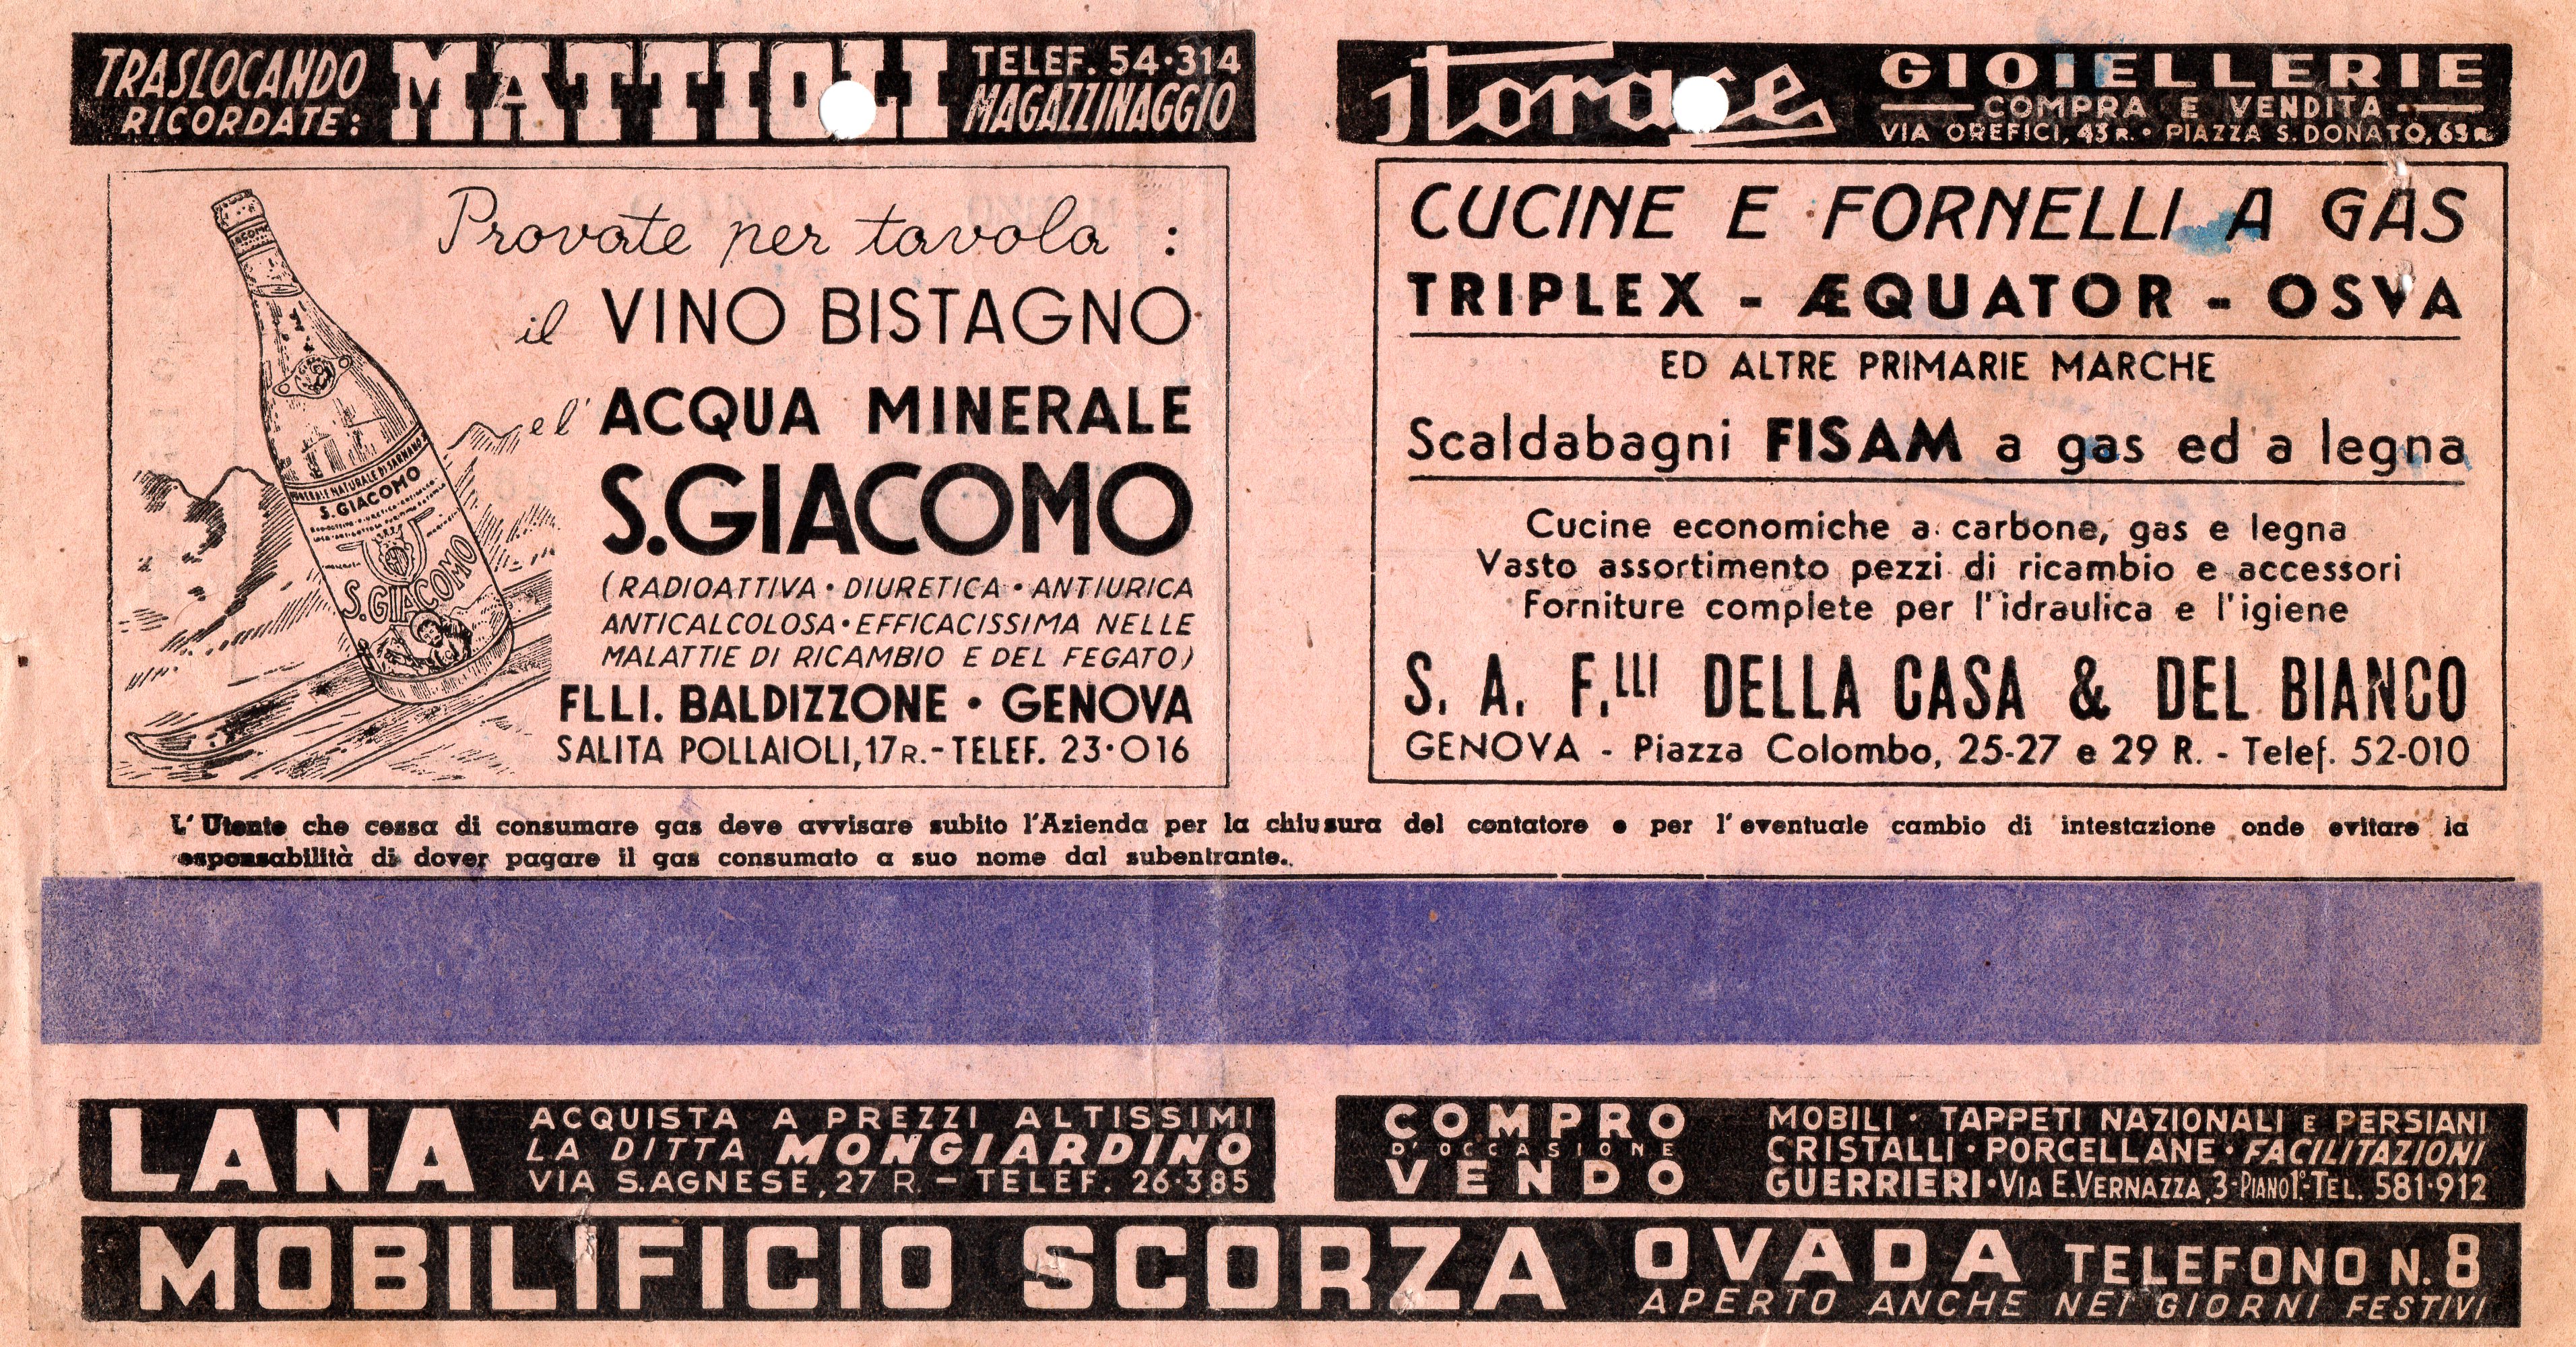 TRASLOCANDO
RICORDATE:
MATTIOLI
TELEF. 54·314
MAGAZZINAGGIO
Storace
GIOIELLERIE
COMPRA E VENDITA
VIA OREFICI, 43 R. • PIAZZA S. DONATO, 63 R
Provate per tavola :
il VINO BISTAGNO
e l' ACQUA MINERALE
S.GIACOMO
(RADIOATTIVA • DIURETICA • ANTIURICA
ANTICALCOLOSA • EFFICACISSIMA NELLE
MALATTIE DI RICAMBIO E DEL FEGATO)
FLLI. BALDIZZONE • GENOVA
SALITA POLLAIOLI, 17 R. - TELEF. 23·016
MINERALE NATURALE DI SARNANO
S. GIACOMO
S. GIACOMO
CUCINE E FORNELLI A GAS
TRIPLEX - ÆQUATOR - OSVA
ED ALTRE PRIMARIE MARCHE
Scaldabagni FISAM a gas ed a legna
Cucine economiche a carbone, gas e legna
Vasto assortimento pezzi di ricambio e accessori
Forniture complete per l'idraulica e l'igiene
S. A. F.LLI DELLA CASA & DEL BIANCO
GENOVA - Piazza Colombo, 25-27 e 29 R. - Telef. 52-010
L' Utente che cessa di consumare gas deve avvisare subito l'Azienda per la chiusura del contatore e per l'eventuale cambio di intestazione onde evitare la
esponsabilità di dover pagare il gas consumato a suo nome dal subentrante.
LANA
ACQUISTA A PREZZI ALTISSIMI
LA DITTA MONGIARDINO
VIA S. AGNESE, 27 R. - TELEF. 26·385
COMPRO
D'OCCASIONE
VENDO
MOBILI • TAPPETI NAZIONALI E PERSIANI
CRISTALLI • PORCELLANE • FACILITAZIONI
GUERRIERI • VIA E. VERNAZZA, 3 - PIANO 1° - TEL. 581·912
MOBILIFICIO SCORZA
OVADA TELEFONO N. 8
APERTO ANCHE NEI GIORNI FESTIVI